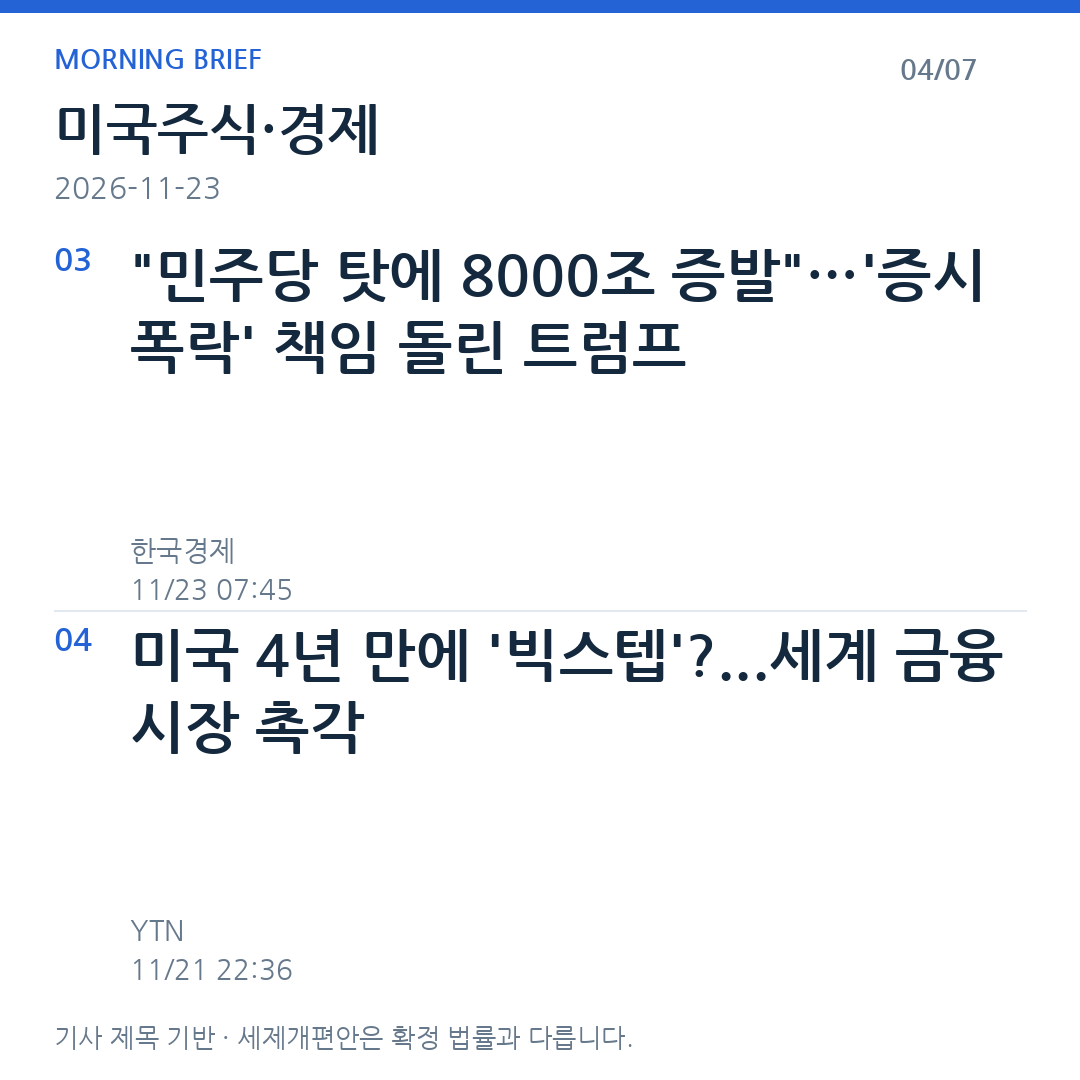 MORNING BRIEF
04/07
미국주식·경제
2026-11-23
03
"민주당 탓에 8000조 증발"…'증시
폭락' 책임 돌린 트럼프
한국경제
11/23 07:45
04
미국 4년 만에 '빅스텝'?...세계 금융
시장 촉각
YTN
11/21 22:36
기사 제목 기반 · 세제개편안은 확정 법률과 다릅니다.